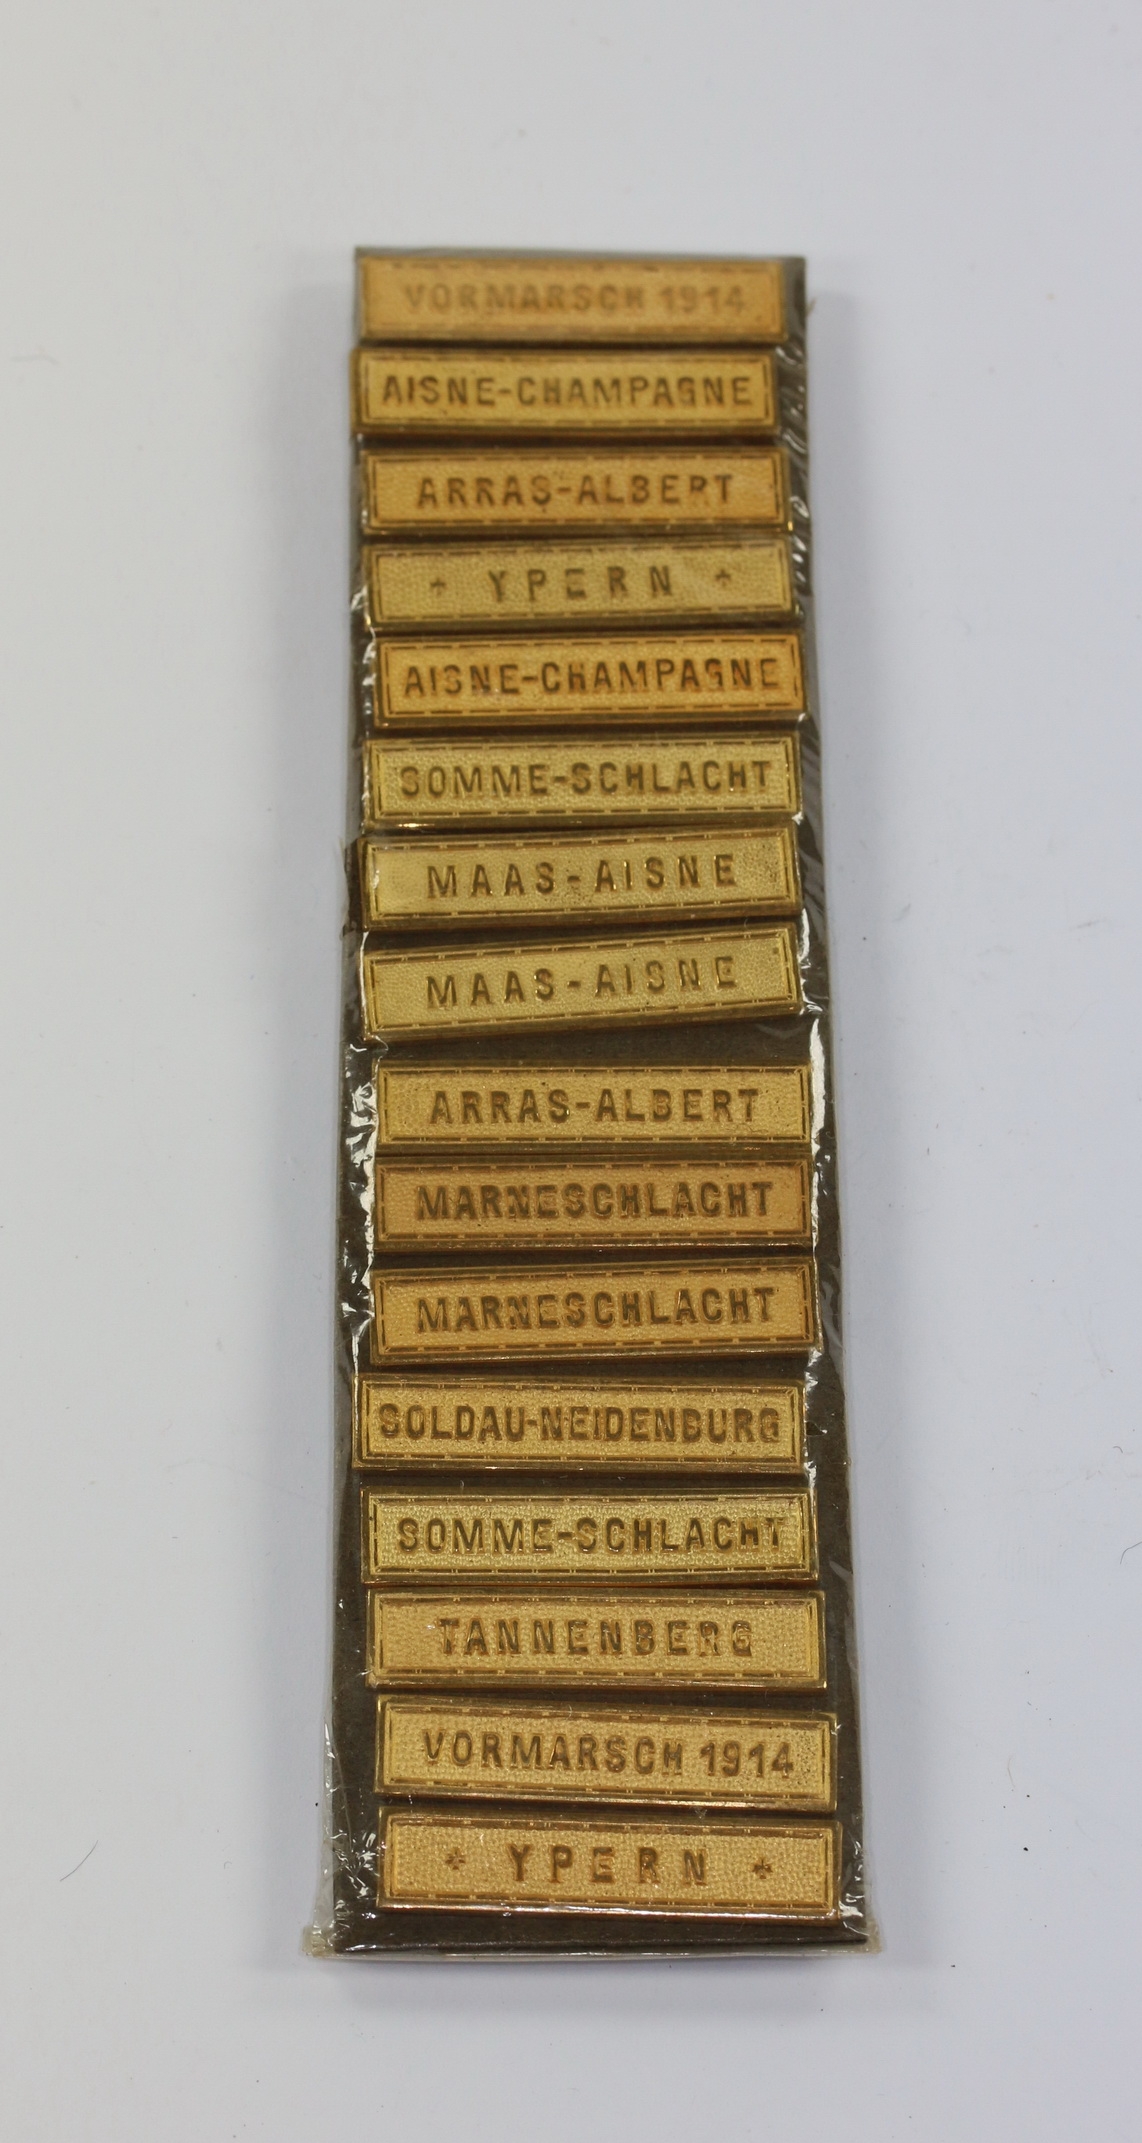 VORMARSCH 1914
AISNE-CHAMPAGNE
ARRAS-ALBERT
YPERN
AISNE-CHAMPAGNE
SOMME-SCHLACHT
MAAS-AISNE
MAAS-AISNE
ARRAS-ALBERT
MARNESCHLACHT
MARNESCHLACHT
SOLDAU-NEIDENBURG
SOMME-SCHLACHT
TANNENBERG
VORMARSCH 1914
YPERN